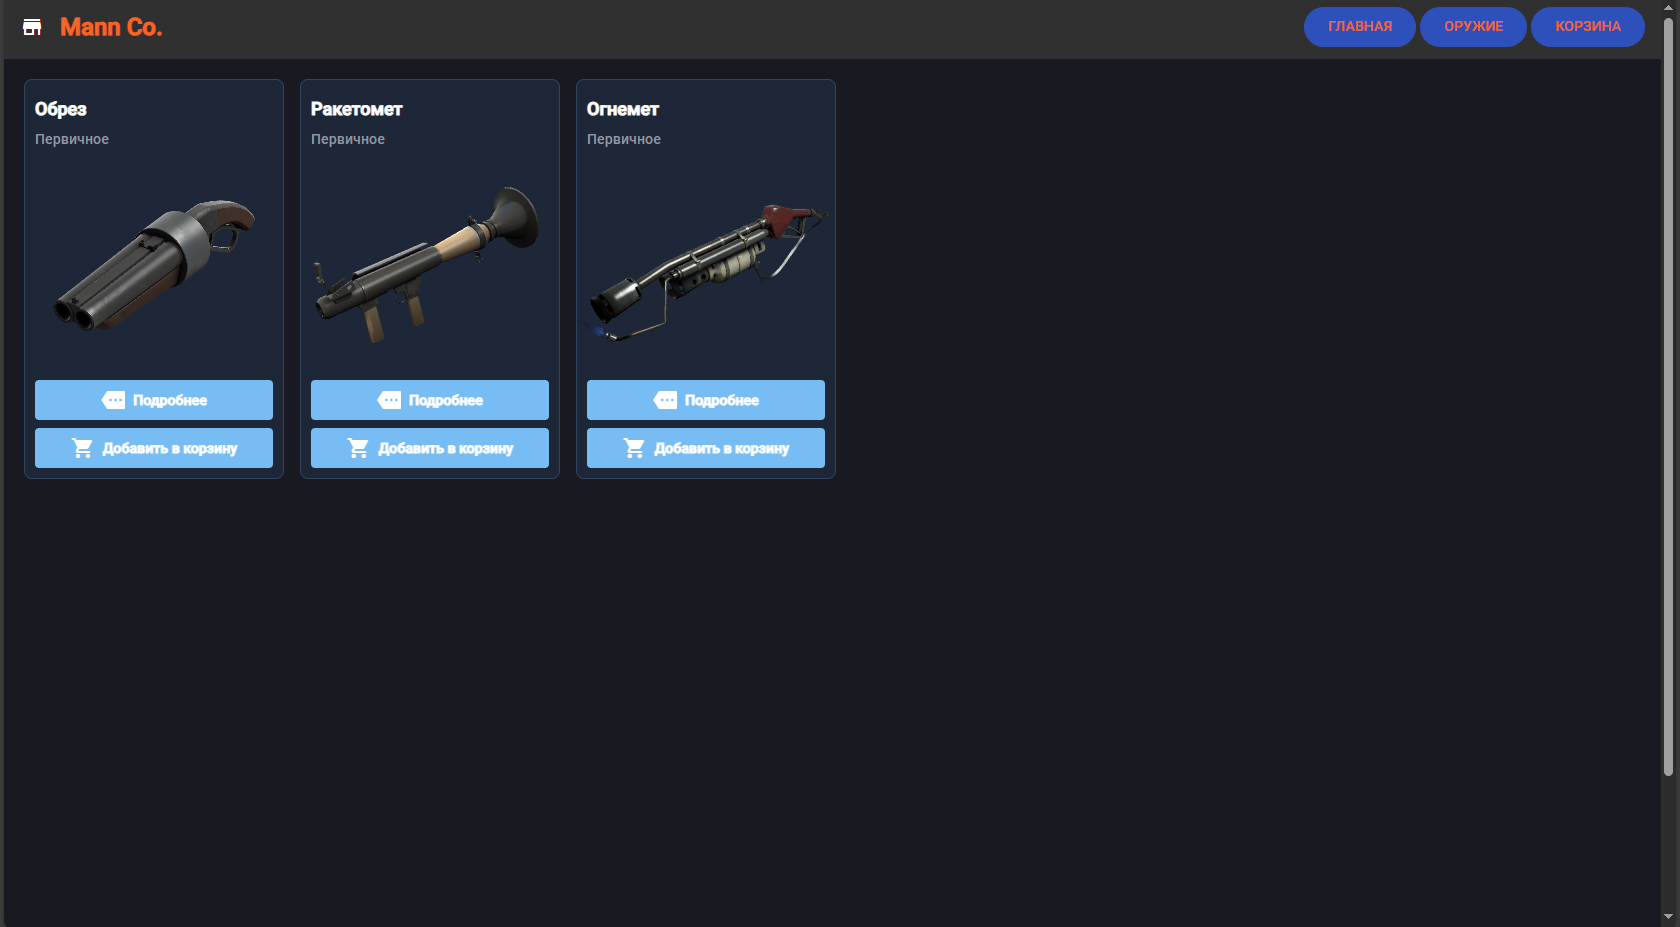 Mann Co.
ГЛАВНАЯ
ОРУЖИЕ
КОРЗИНА
Обрез
Первичное
Подробнее
Добавить в корзину
Ракетомет
Первичное
Подробнее
Добавить в корзину
Огнемет
Первичное
Подробнее
Добавить в корзину